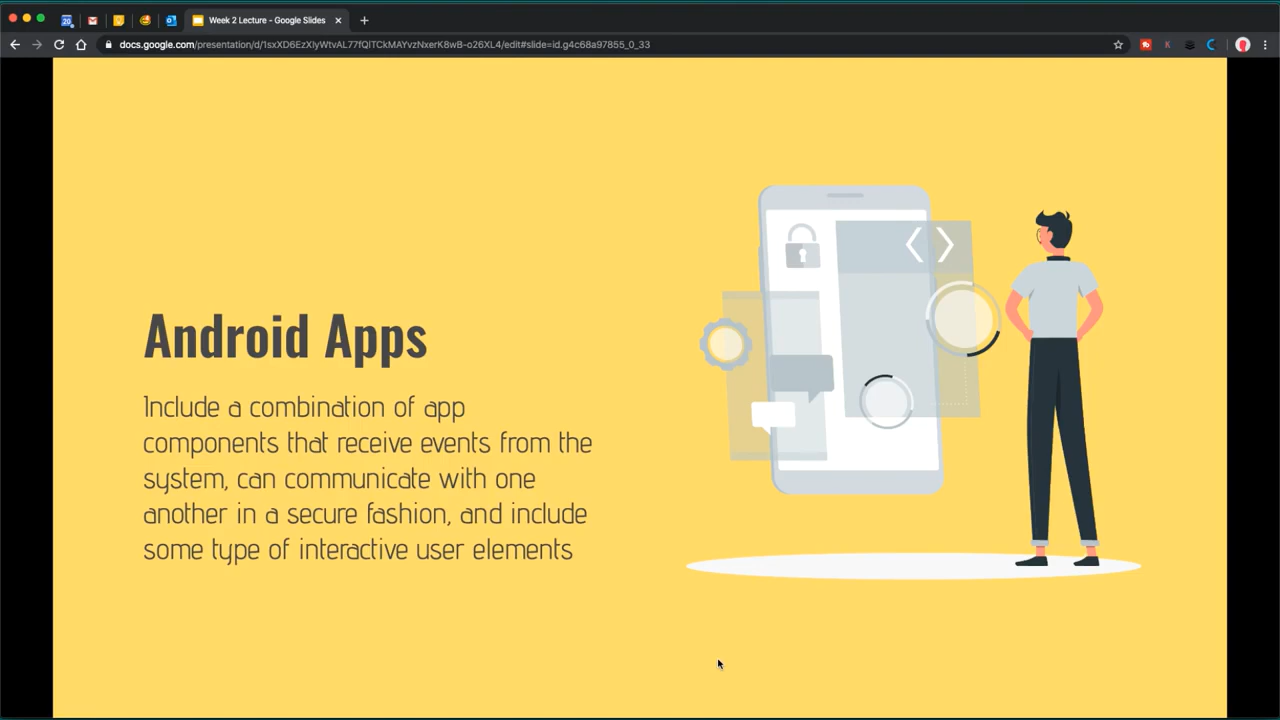 20
Week 2 Lecture - Google Slides
docs.google.com/presentation/d/1sxXD6EzXIyWtvAL77fQiTCkMAYvzNxerK8wB-o26XL4/edit#slide=id.g4c68a97855_0_33
K
Android Apps
Include a combination of app
components that receive events from the
system, can communicate with one
another in a secure fashion, and include
some type of interactive user elements